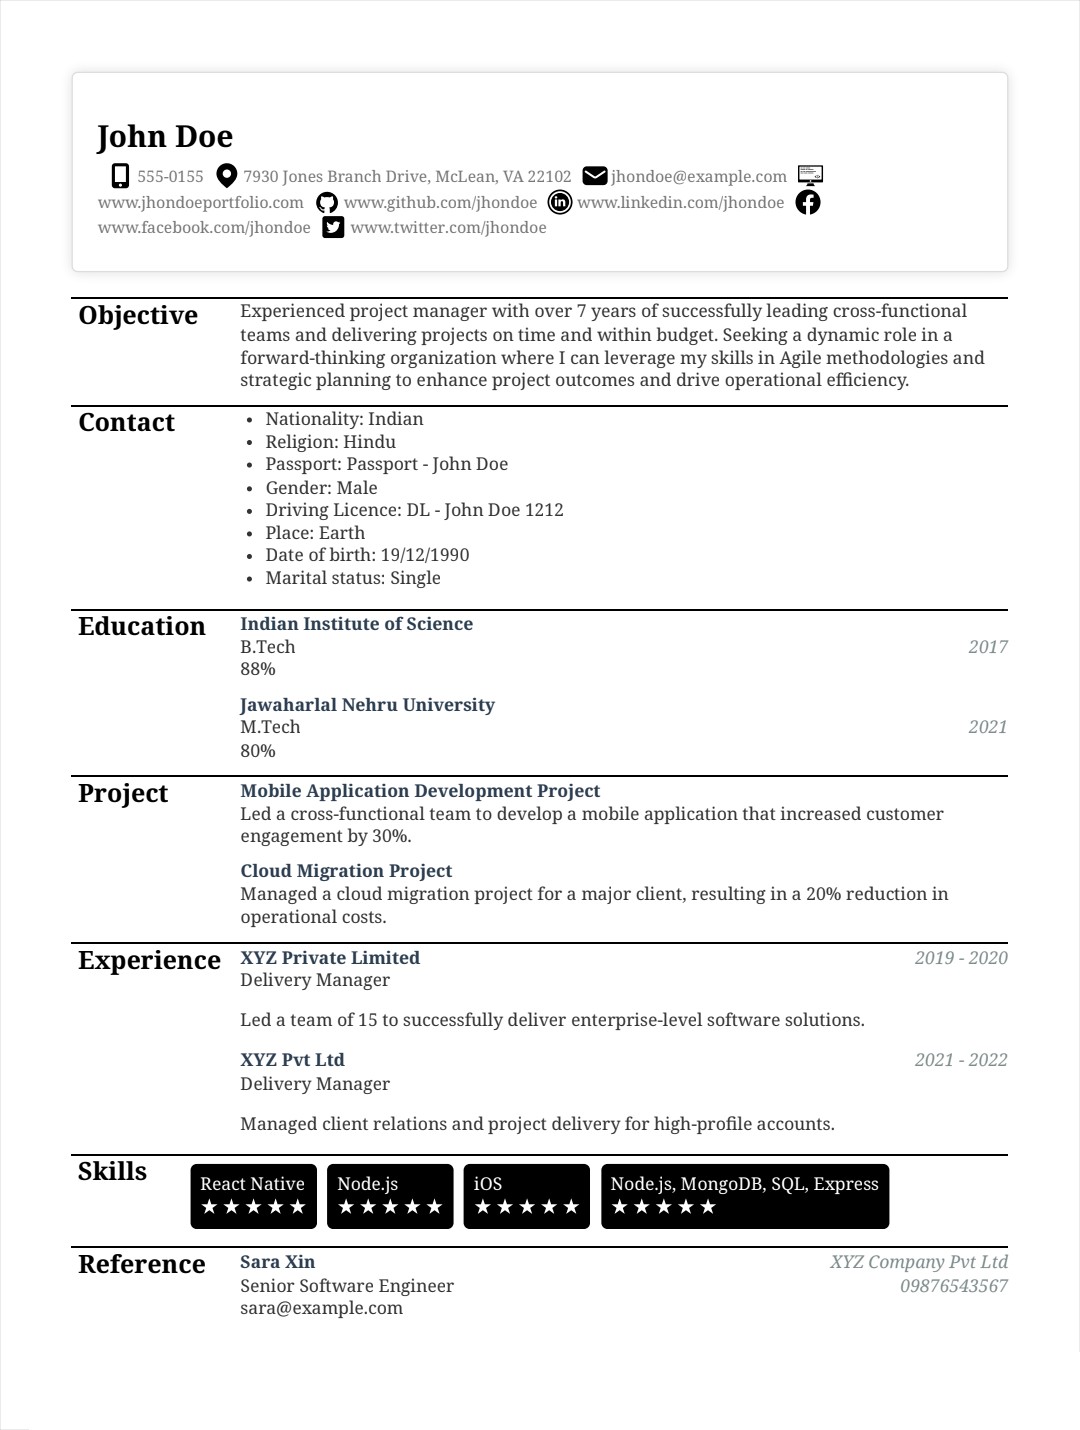 John Doe
555-0155 7930 Jones Branch Drive, McLean, VA 22102 jhondoe@example.com
www.jhondoeportfolio.com www.github.com/jhondoe www.linkedin.com/jhondoe
www.facebook.com/jhondoe www.twitter.com/jhondoe
Objective
Experienced project manager with over 7 years of successfully leading cross-functional
teams and delivering projects on time and within budget. Seeking a dynamic role in a
forward-thinking organization where I can leverage my skills in Agile methodologies and
strategic planning to enhance project outcomes and drive operational efficiency.
Contact
• Nationality: Indian
• Religion: Hindu
• Passport: Passport - John Doe
• Gender: Male
• Driving Licence: DL - John Doe 1212
• Place: Earth
• Date of birth: 19/12/1990
• Marital status: Single
Education
Indian Institute of Science
B.Tech 2017
88%
Jawaharlal Nehru University
M.Tech 2021
80%
Project
Mobile Application Development Project
Led a cross-functional team to develop a mobile application that increased customer
engagement by 30%.
Cloud Migration Project
Managed a cloud migration project for a major client, resulting in a 20% reduction in
operational costs.
Experience
XYZ Private Limited 2019 - 2020
Delivery Manager
Led a team of 15 to successfully deliver enterprise-level software solutions.
XYZ Pvt Ltd 2021 - 2022
Delivery Manager
Managed client relations and project delivery for high-profile accounts.
Skills
React Native Node.js iOS Node.js, MongoDB, SQL, Express
★★★★★ ★★★★★ ★★★★★ ★★★★★
Reference
Sara Xin XYZ Company Pvt Ltd
Senior Software Engineer 09876543567
sara@example.com